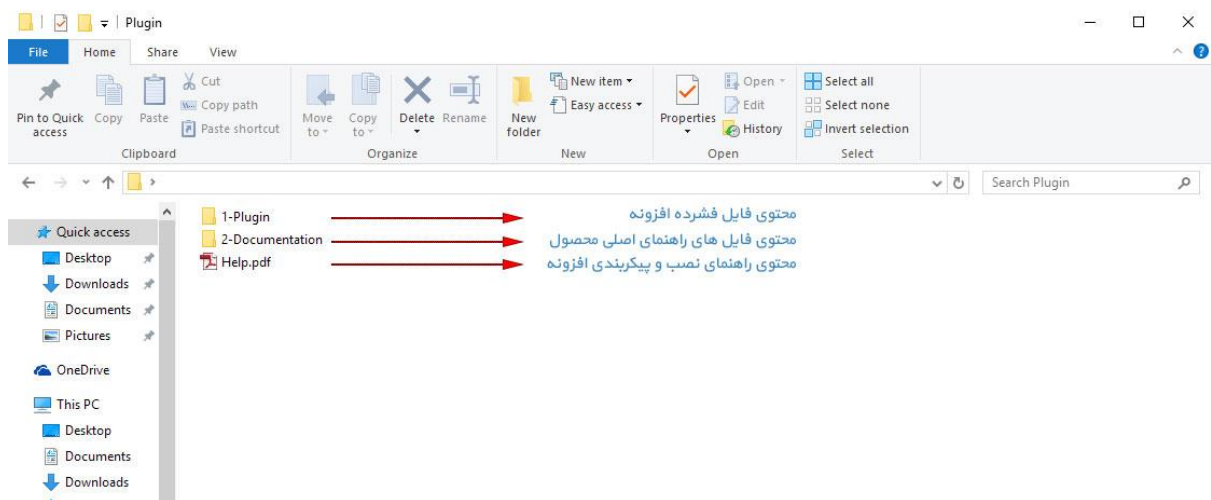 Plugin
File Home Share View
Pin to Quick access
Copy
Paste
Cut
Copy path
Paste shortcut
Clipboard
Move to
Copy to
Delete
Rename
Organize
New folder
New item
Easy access
New
Properties
Open
Edit
History
Open
Select all
Select none
Invert selection
Select
Search Plugin
Quick access
Desktop
Downloads
Documents
Pictures
OneDrive
This PC
Desktop
Documents
Downloads
1-Plugin محتوی فایل فشرده افزونه
2-Documentation محتوی فایل های راهنمای اصلی محصول
Help.pdf محتوی راهنمای نصب و پیکربندی افزونه